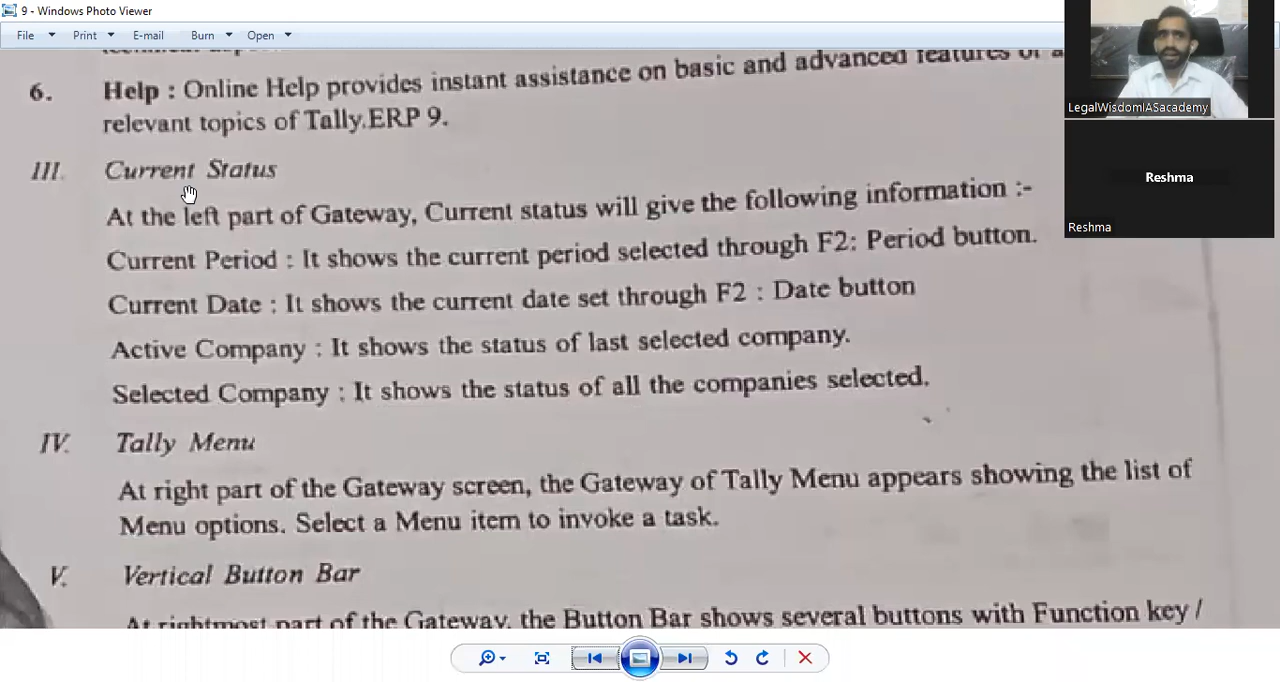 9 - Windows Photo Viewer
File Print E-mail Burn Open
LegalWisdomIASacademy
Reshma
Reshma
6. Help : Online Help provides instant assistance on basic and advanced features of a
relevant topics of Tally.ERP 9.
III. Current Status
At the left part of Gateway, Current status will give the following information :-
Current Period : It shows the current period selected through F2: Period button.
Current Date : It shows the current date set through F2 : Date button
Active Company : It shows the status of last selected company.
Selected Company : It shows the status of all the companies selected.
IV. Tally Menu
At right part of the Gateway screen, the Gateway of Tally Menu appears showing the list of
Menu options. Select a Menu item to invoke a task.
V. Vertical Button Bar
At rightmost part of the Gateway, the Button Bar shows several buttons with Function key /